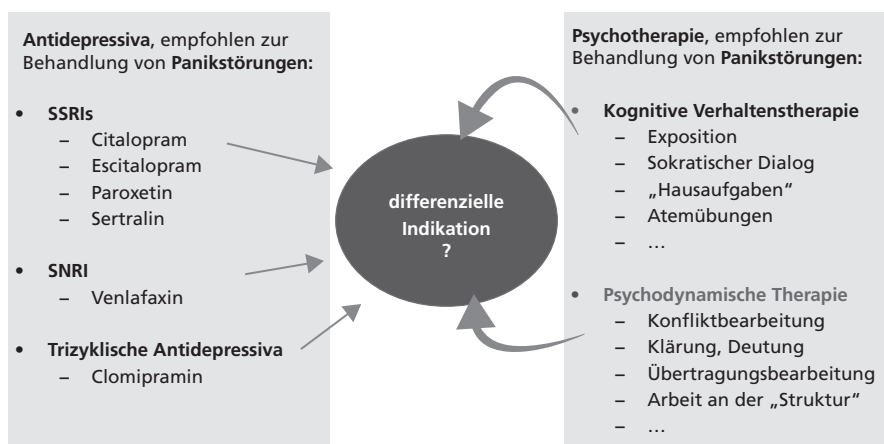 Antidepressiva, empfohlen zur
Behandlung von Panikstörungen:
• SSRIs
– Citalopram
– Escitalopram
– Paroxetin
– Sertralin
• SNRI
– Venlafaxin
• Trizyklische Antidepressiva
– Clomipramin
differenzielle
Indikation
?
Psychotherapie, empfohlen zur
Behandlung von Panikstörungen:
• Kognitive Verhaltenstherapie
– Exposition
– Sokratischer Dialog
– „Hausaufgaben“
– Atemübungen
– …
• Psychodynamische Therapie
– Konfliktbearbeitung
– Klärung, Deutung
– Übertragungsbearbeitung
– Arbeit an der „Struktur“
– …